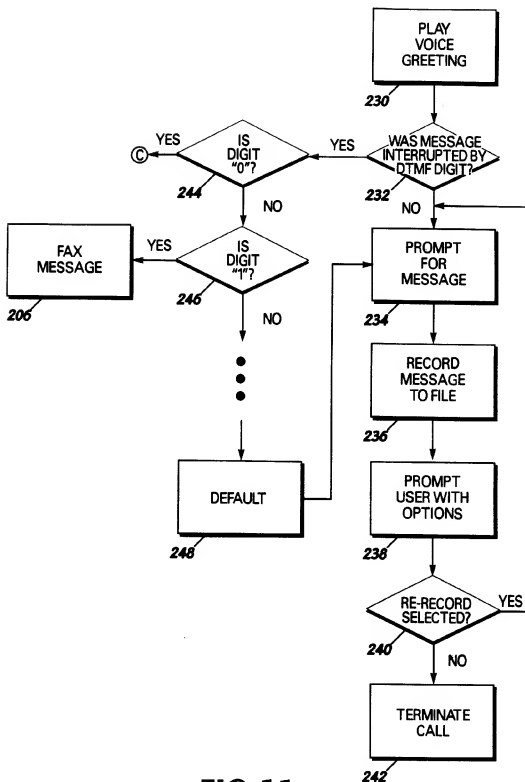 PLAY
VOICE
GREETING
230
WAS MESSAGE
INTERRUPTED BY
DTMF DIGIT?
232
YES
NO
IS
DIGIT
"0"?
244
YES
C
NO
IS
DIGIT
"1"?
246
YES
FAX
MESSAGE
206
NO
DEFAULT
248
PROMPT
FOR
MESSAGE
234
RECORD
MESSAGE
TO FILE
236
PROMPT
USER WITH
OPTIONS
238
RE-RECORD
SELECTED?
240
YES
NO
TERMINATE
CALL
242